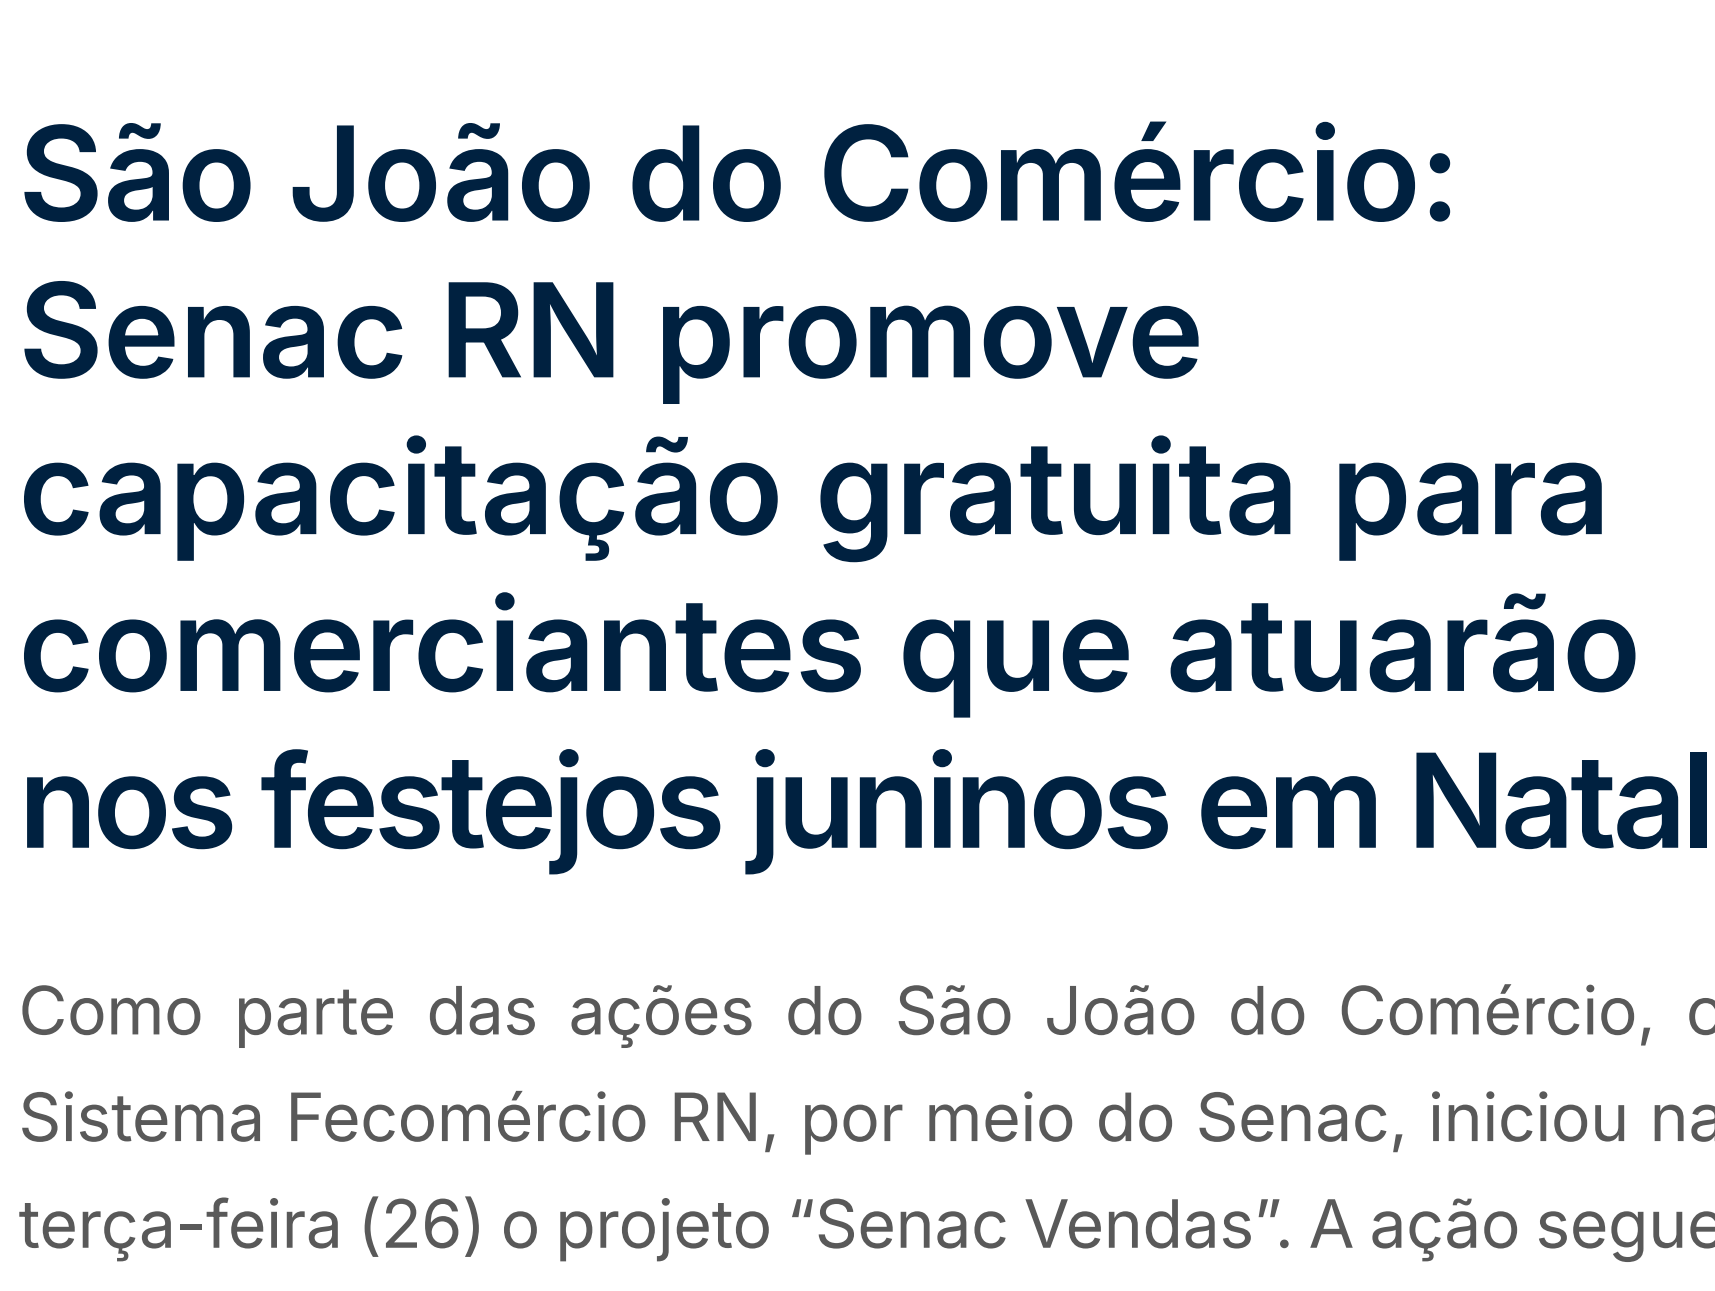 São João do Comércio:
Senac RN promove
capacitação gratuita para
comerciantes que atuarão
nos festejos juninos em Natal
Como parte das ações do São João do Comércio, o
Sistema Fecomércio RN, por meio do Senac, iniciou na
terça-feira (26) o projeto “Senac Vendas”. A ação segue